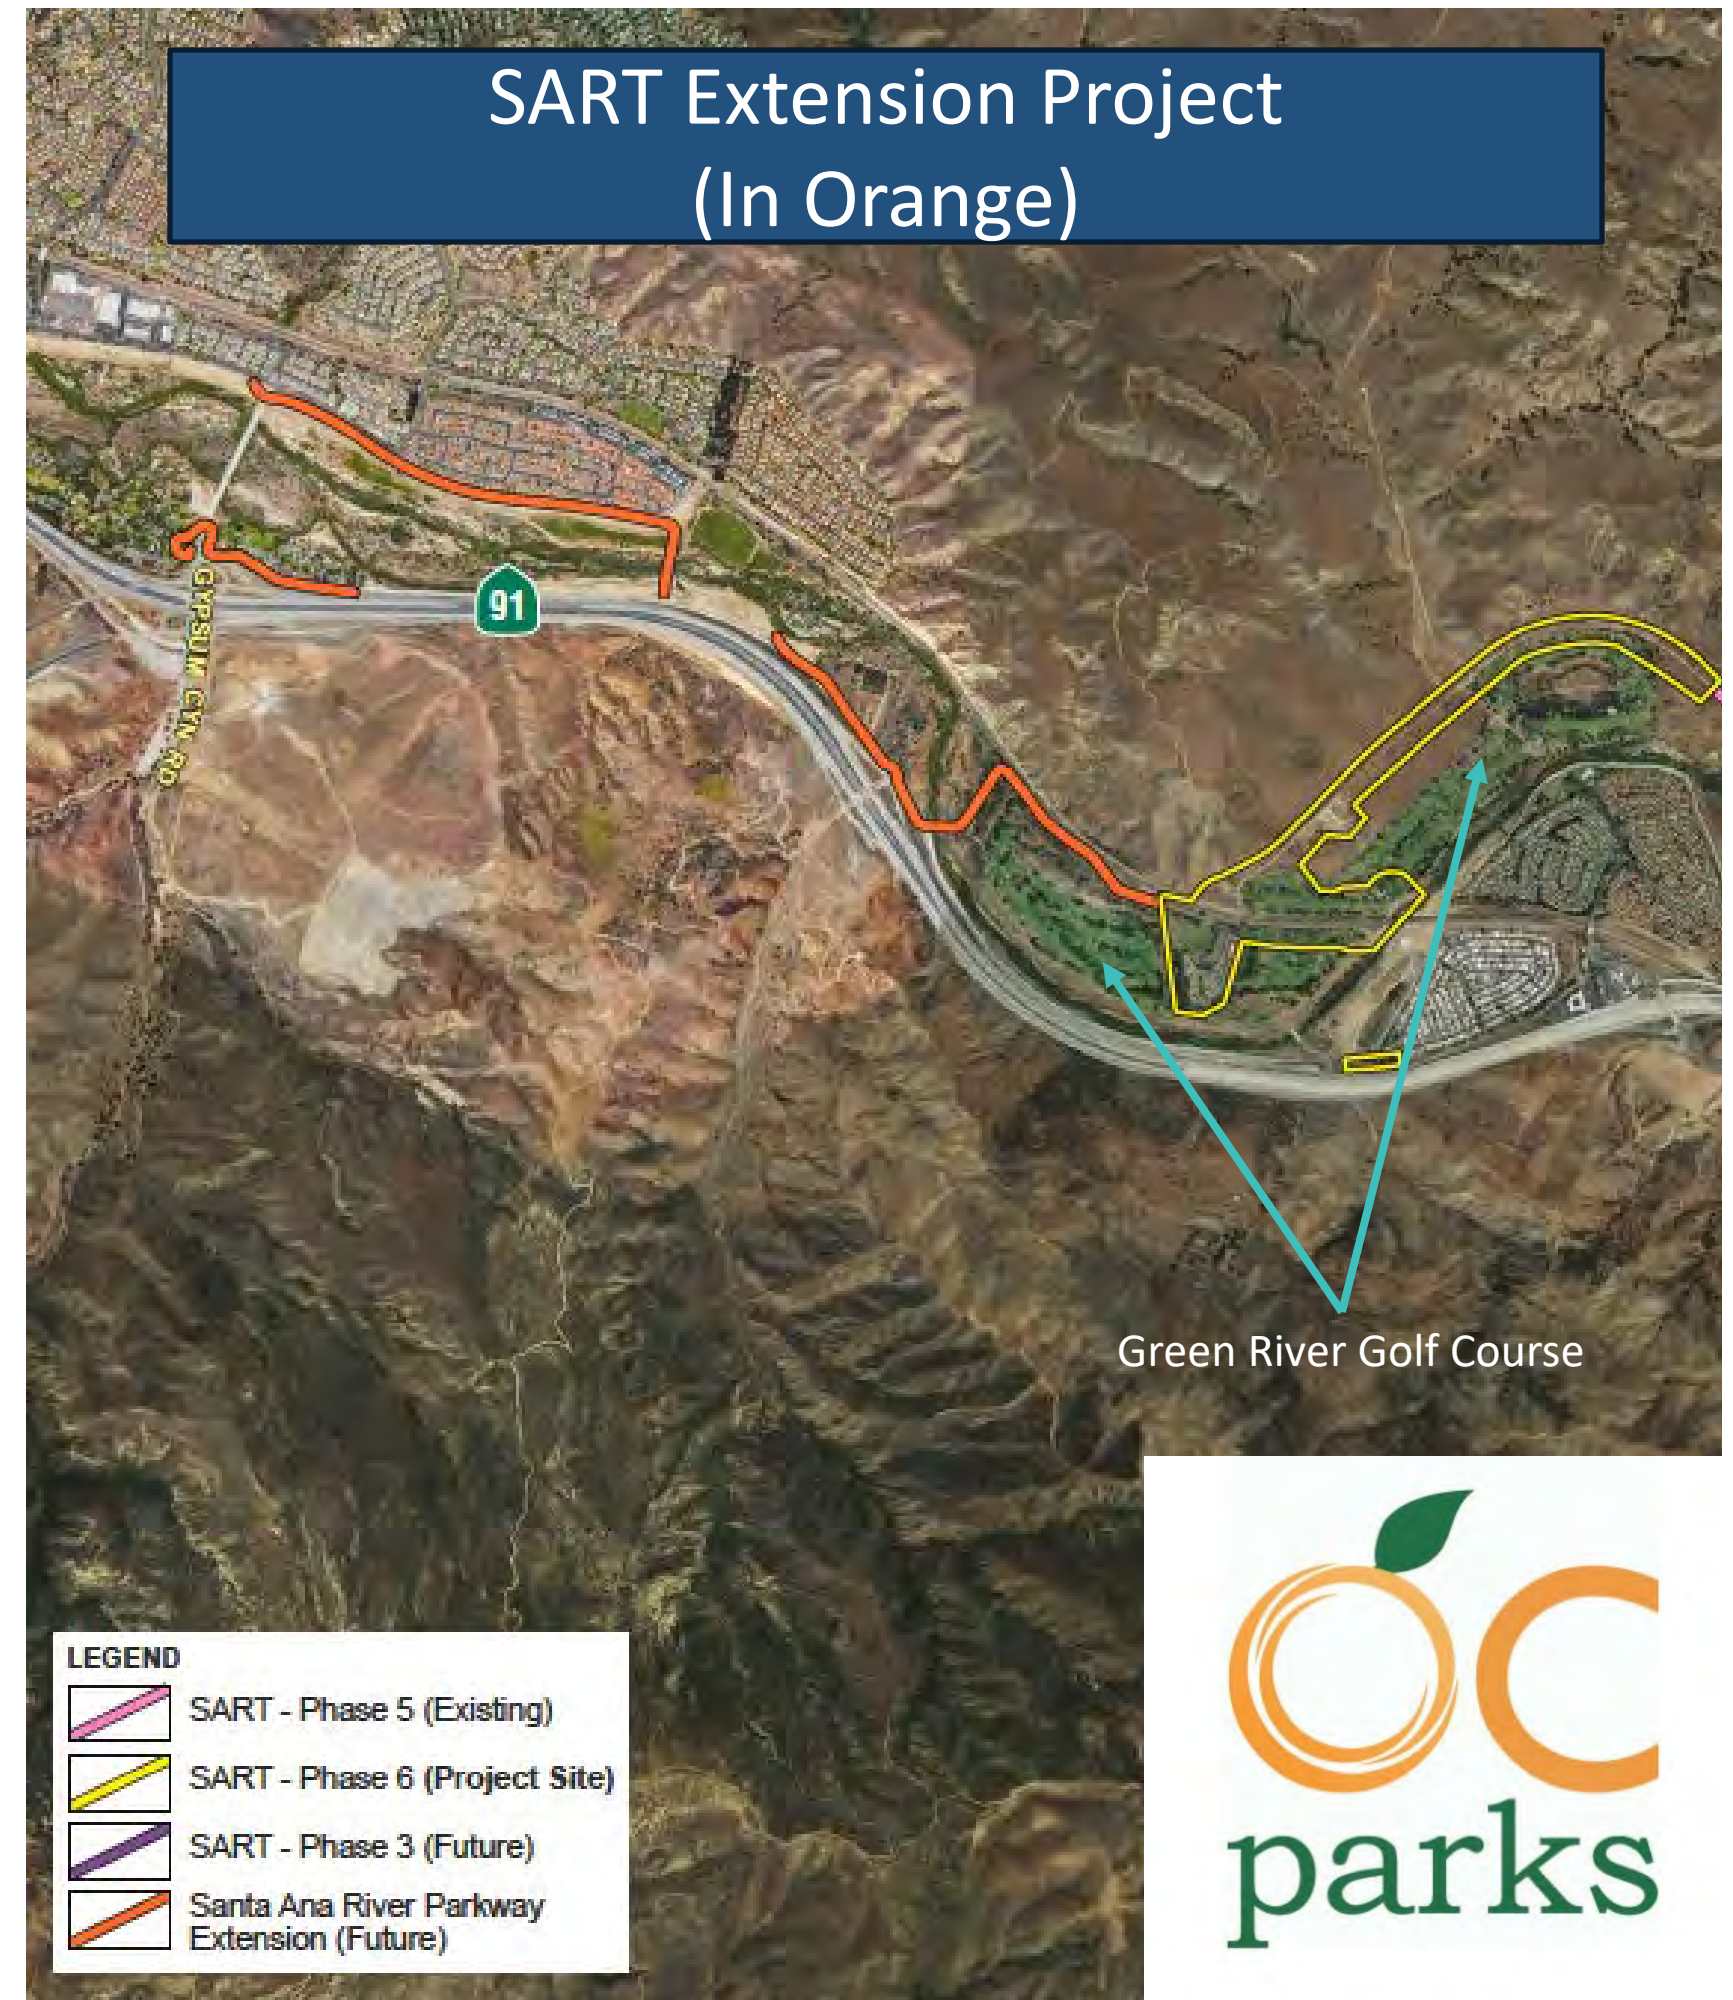 SART Extension Project
(In Orange)
91
GYPSUM CYN RD
Green River Golf Course
LEGEND
SART - Phase 5 (Existing)
SART - Phase 6 (Project Site)
SART - Phase 3 (Future)
Santa Ana River Parkway
Extension (Future)
OC
parks